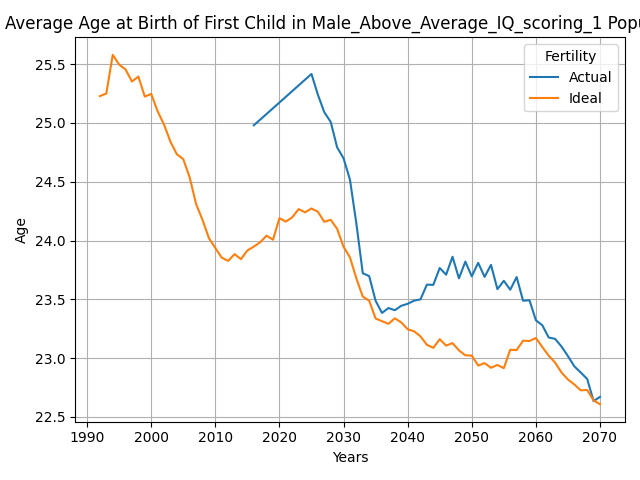 Average Age at Birth of First Child in Male_Above_Average_IQ_scoring_1 Popu
Fertility
Actual
Ideal
25.5
25.0
24.5
24.0
23.5
23.0
22.5
Age
1990 2000 2010 2020 2030 2040 2050 2060 2070
Years